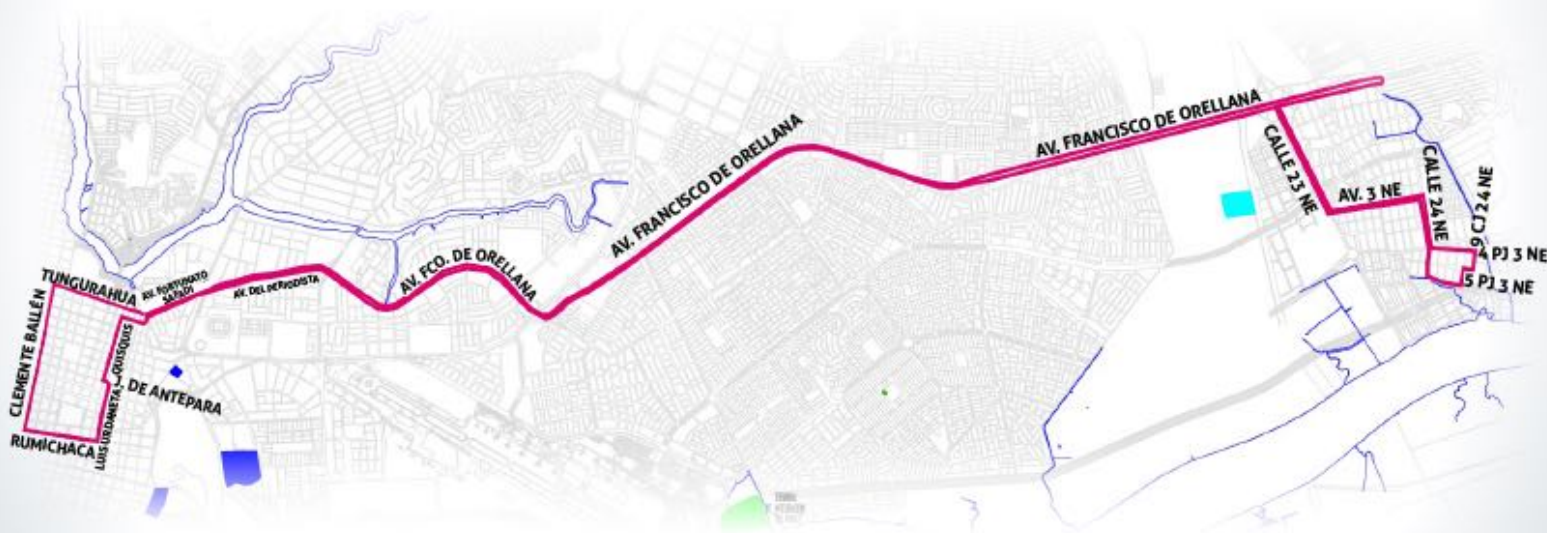 TUNGURAHUA
CLEMENTE BALLÉN
RUMICHACA
LUIS URDANETA
J. DE ANTEPARA
QUISQUIS
AV. FORTUNATO
SAFADI
AV. DEL PERIODISTA
AV. FCO. DE ORELLANA
AV. FRANCISCO DE ORELLANA
AV. FRANCISCO DE ORELLANA
CALLE 23 NE
AV. 3 NE
CALLE 24 NE
9 CJ 24 NE
4 PJ 3 NE
5 PJ 3 NE